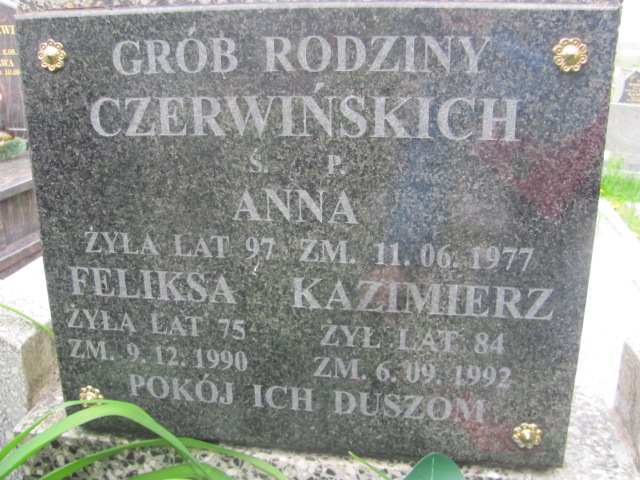 GRÓB RODZINY
CZERWIŃSKICH
Ś. P.
ANNA
ŻYŁA LAT 97 ZM. 11.06.1977
FELIKSA
ŻYŁA LAT 75
ZM. 9.12.1990
KAZIMIERZ
ŻYŁ LAT 84
ZM. 6.09.1992
POKÓJ ICH DUSZOM